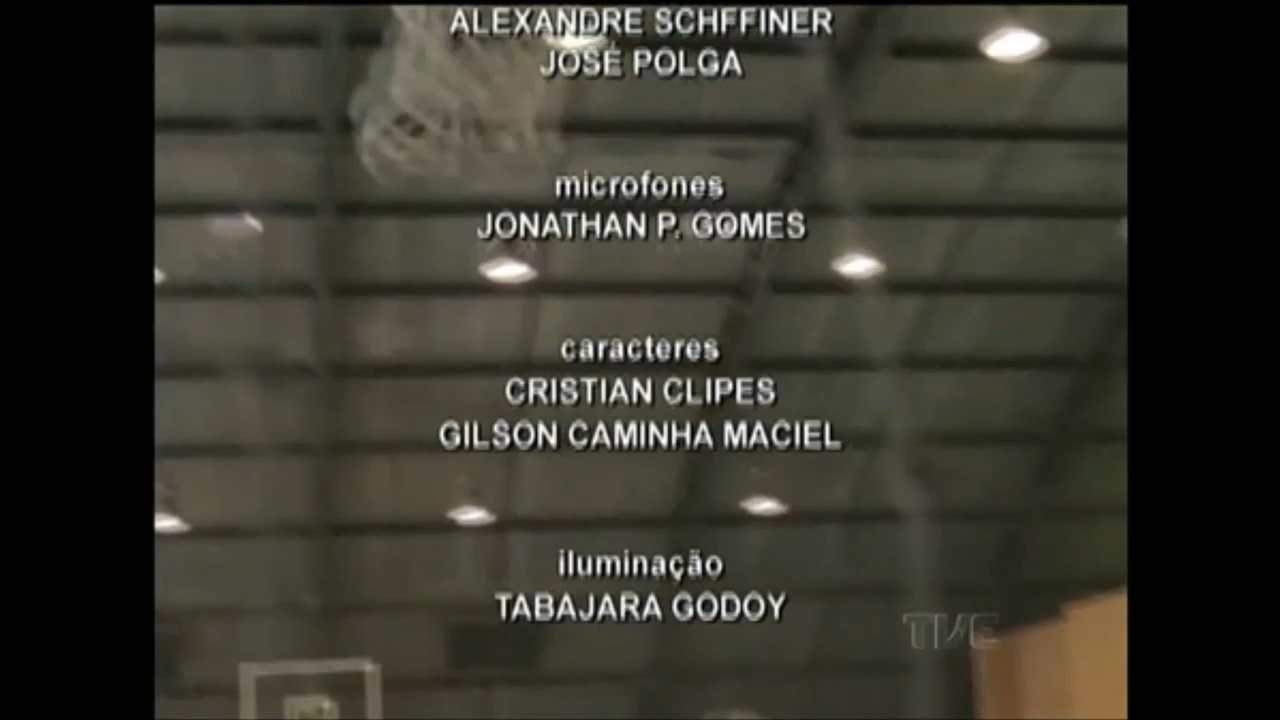 ALEXANDRE SCHFFINER
JOSÉ POLGA
microfones
JONATHAN P. GOMES
caracteres
CRISTIAN CLIPES
GILSON CAMINHA MACIEL
iluminação
TABAJARA GODOY
TVE